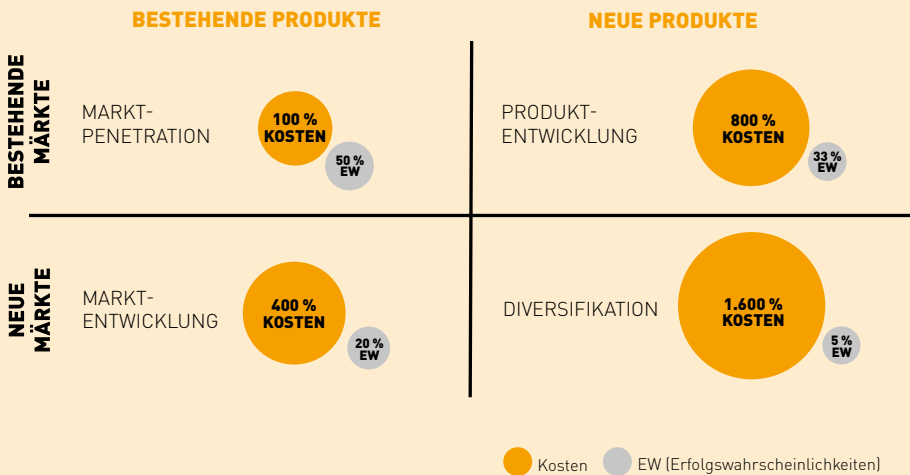 BESTEHENDE PRODUKTE
NEUE PRODUKTE
BESTEHENDE
MÄRKTE
MARKT-
PENETRATION
100 %
KOSTEN
50 %
EW
PRODUKT-
ENTWICKLUNG
800 %
KOSTEN
33 %
EW
NEUE
MÄRKTE
MARKT-
ENTWICKLUNG
400 %
KOSTEN
20 %
EW
DIVERSIFIKATION
1.600 %
KOSTEN
5 %
EW
Kosten
EW (Erfolgswahrscheinlichkeiten)